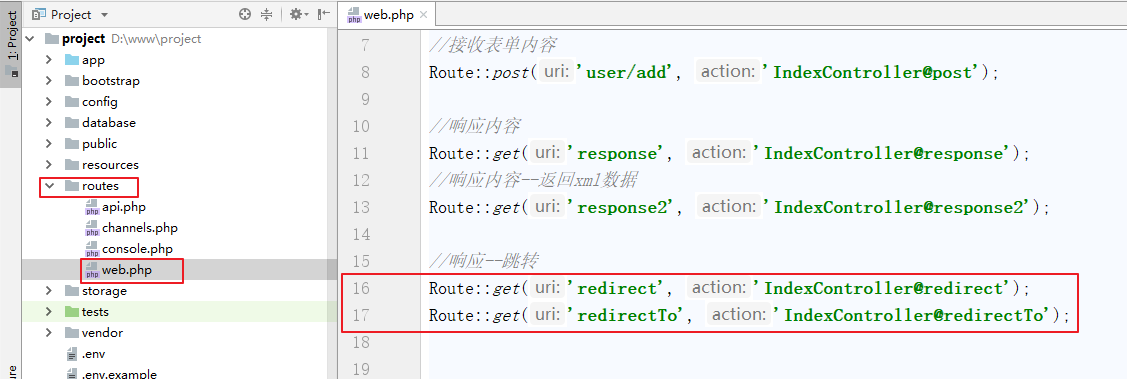 1: Project
Project
project D:\www\project
app
bootstrap
config
database
public
resources
routes
api.php
channels.php
console.php
web.php
storage
tests
vendor
.env
.env.example
web.php
7 //接收表单内容
8 Route::post( uri: 'user/add', action: 'IndexController@post');
9
10 //响应内容
11 Route::get( uri: 'response', action: 'IndexController@response');
12 //响应内容--返回xml数据
13 Route::get( uri: 'response2', action: 'IndexController@response2');
14
15 //响应--跳转
16 Route::get( uri: 'redirect', action: 'IndexController@redirect');
17 Route::get( uri: 'redirectTo', action: 'IndexController@redirectTo');
18
19